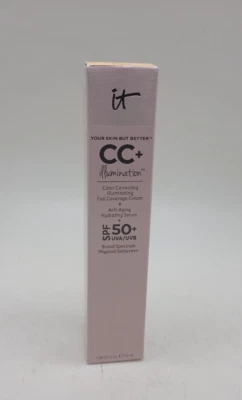 it
YOUR SKIN BUT BETTER™
CC+
illumination™
Color Correcting
Illuminating
Full Coverage Cream
+
Anti-Aging
Hydrating Serum
+
SPF 50+
UVA/UVB
Broad Spectrum
Physical Sunscreen